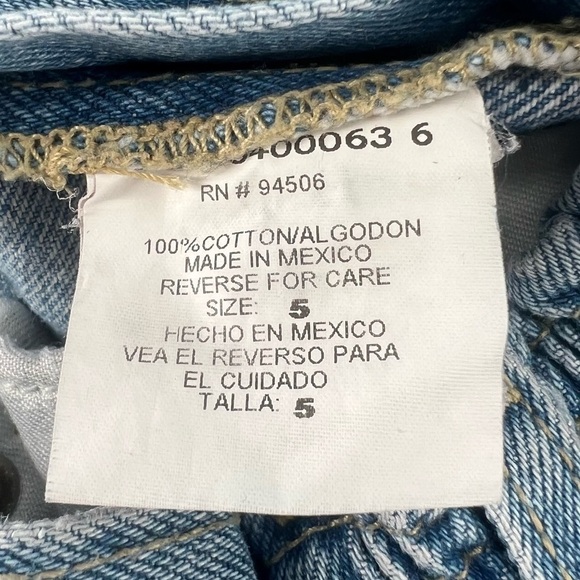 400063 6
RN # 94506
100%COTTON/ALGODON
MADE IN MEXICO
REVERSE FOR CARE
SIZE: 5
HECHO EN MEXICO
VEA EL REVERSO PARA
EL CUIDADO
TALLA: 5